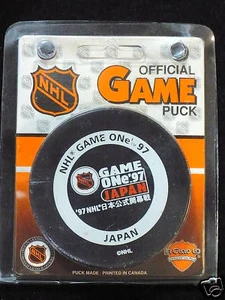 NHL
OFFICIAL
GAME
PUCK
NHL GAME ONe'97
GAME
ONe'97
JAPAN
'97 NHL日本公式開幕戦
JAPAN
©NHL
PUCK MADE / PRINTED IN CANADA